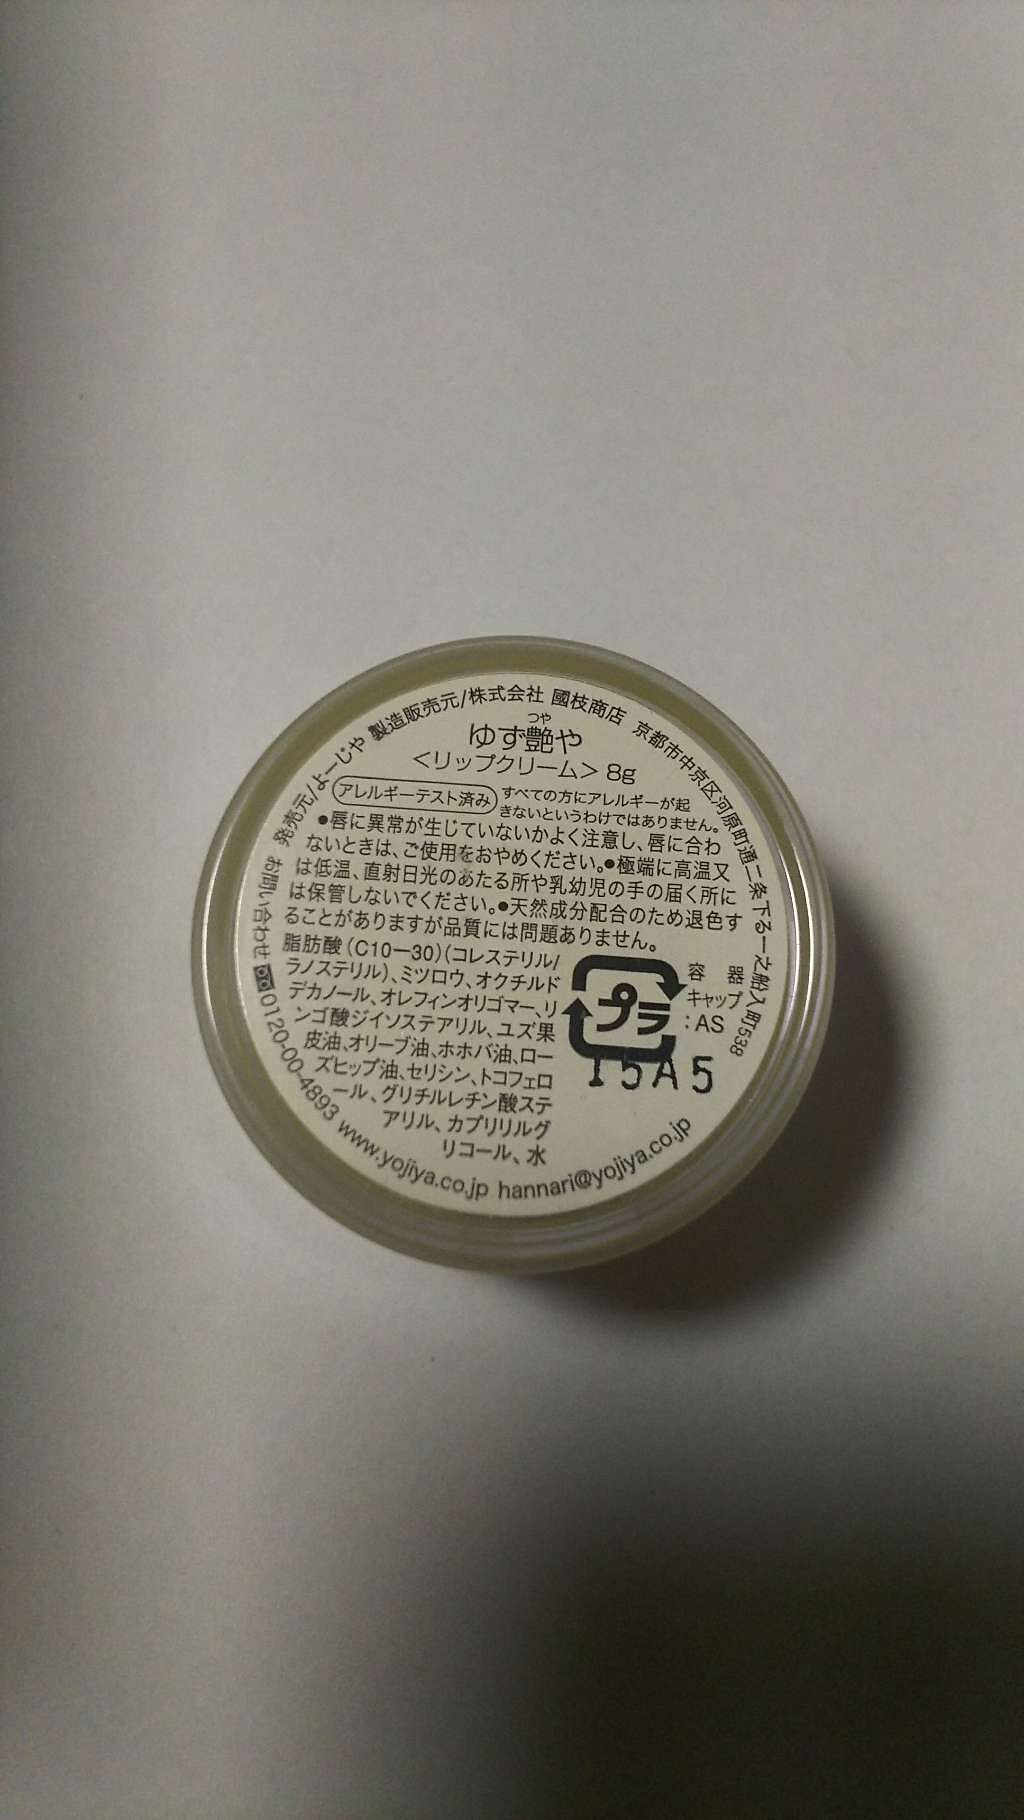 発売元/よーじや 製造販売元/株式会社 國枝商店 京都市中京区河原町通二条下る一之船入町538
つや
ゆず艶や
<リップクリーム> 8g
アレルギーテスト済み すべての方にアレルギーが起
きないというわけではありません。
●唇に異常が生じていないかよく注意し、唇に合わ
ないときは、ご使用をおやめください。●極端に高温又
は低温、直射日光のあたる所や乳幼児の手の届く所に
は保管しないでください。●天然成分配合のため退色す
ることがありますが品質には問題ありません。
脂肪酸(C10ー30)(コレステリル/
ラノステリル)、ミツロウ、オクチルド
デカノール、オレフィンオリゴマー、リ
ンゴ酸ジイソステアリル、ユズ果
皮油、オリーブ油、ホホバ油、ロー
ズヒップ油、セリシン、トコフェロ
ール、グリチルレチン酸ステ
アリル、カプリリルグ
リコール、水
プラ
容器
キャップ
:AS
15A5
お問い合わせ 0120-00-4893 www.yojiya.co.jp hannari@yojiya.co.jp